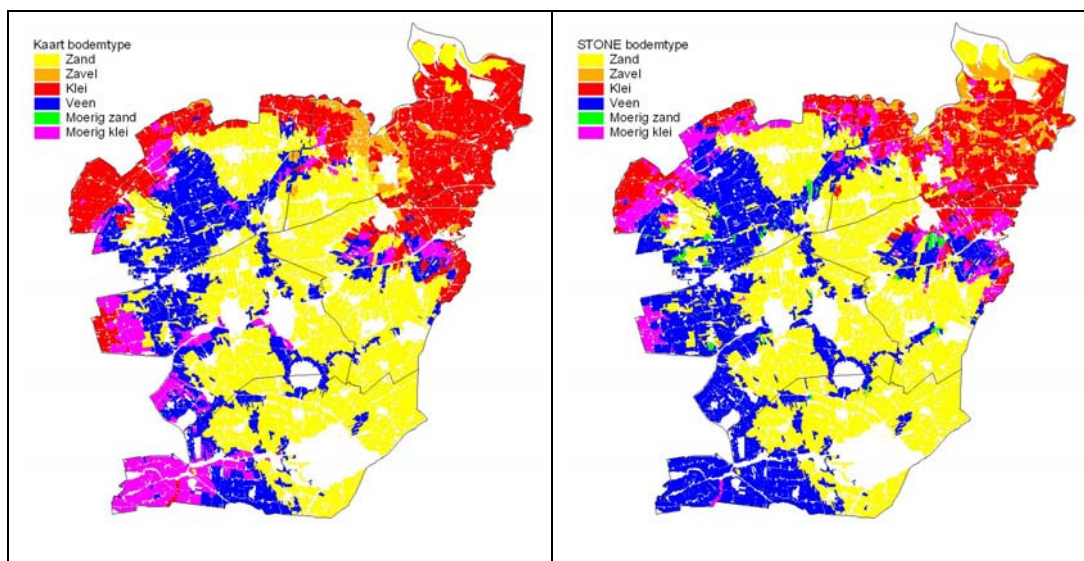 Kaart bodemtype
Zand
Zavel
Klei
Veen
Moerig zand
Moerig klei
STONE bodemtype
Zand
Zavel
Klei
Veen
Moerig zand
Moerig klei